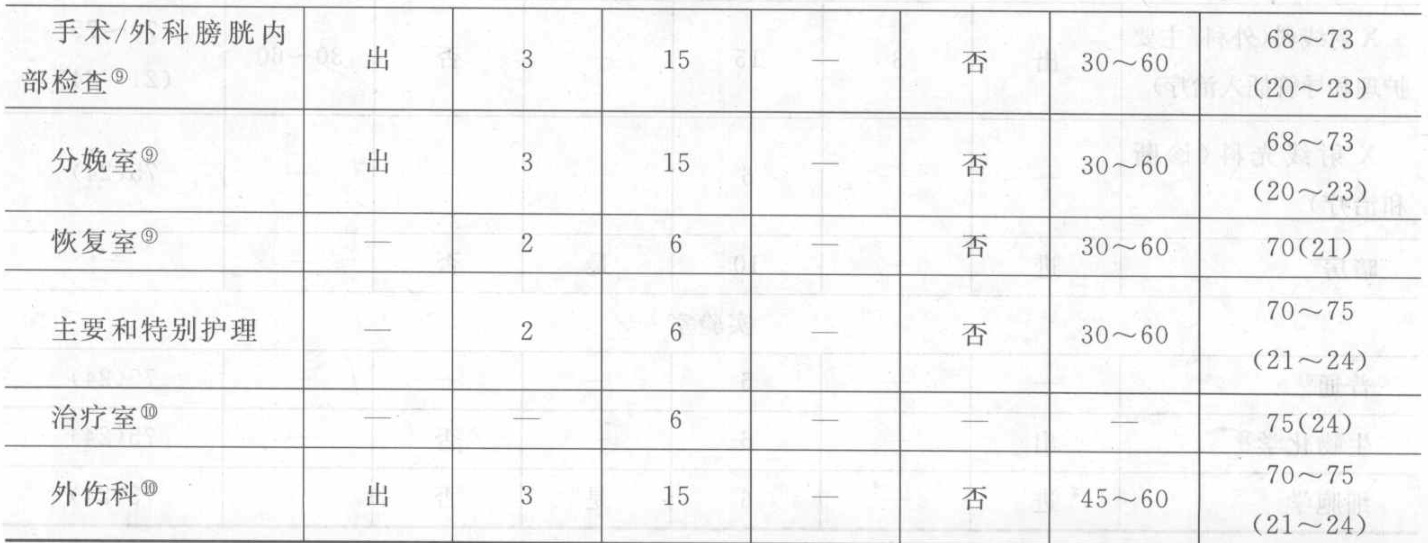 手术/外科膀胱内部检查⑨ 出 3 15 — 否 30~60 68~73 (20~23)
分娩室⑨ 出 3 15 — 否 30~60 68~73 (20~23)
恢复室⑨ — 2 6 — 否 30~60 70(21)
主要和特别护理 — 2 6 — 否 30~60 70~75 (21~24)
治疗室⑩ — — 6 — — — 75(24)
外伤科⑩ 出 3 15 — 否 45~60 70~75 (21~24)